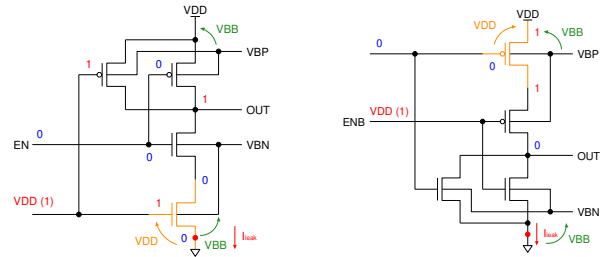 VDD
VBB
VBP
1
0
1
OUT
0
EN
0
VBN
0
VDD (1)
1
VDD
0
VBB
Ileak
VDD
VDD
1
VBB
0
0
VBP
1
VDD (1)
ENB
0
OUT
VBN
Ileak
VBB